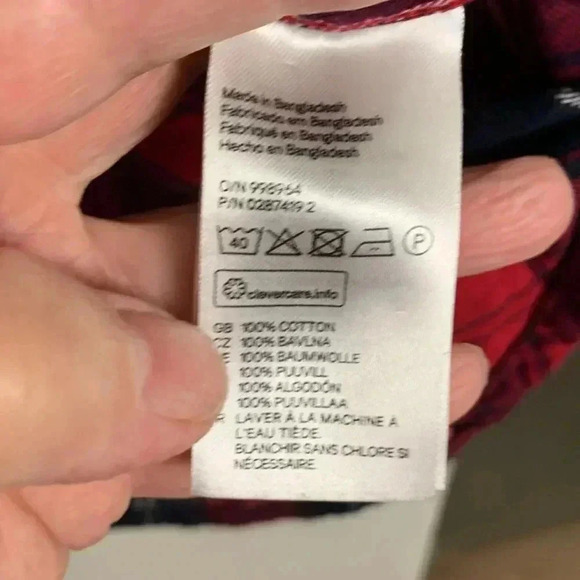 Made in Bangladesh
Fabricado em Bangladesh
Fabriqué en Bangladesh
Hecho en Bangladesh
O/N 998964
P/N 0287419 2
40
P
clevercare.info
GB 100% COTTON
CZ 100% BAVLNA
E 100% BAUMWOLLE
100% PUUVILL
100% ALGODÓN
100% PUUVILLAA
R LAVER À LA MACHINE À
L'EAU TIÈDE.
BLANCHIR SANS CHLORE SI
NÉCESSAIRE